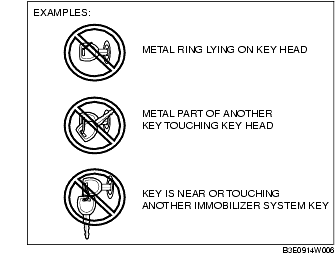 EXAMPLES:
METAL RING LYING ON KEY HEAD
METAL PART OF ANOTHER
KEY TOUCHING KEY HEAD
KEY IS NEAR OR TOUCHING
ANOTHER IMMOBILIZER SYSTEM KEY
B3E0914W006